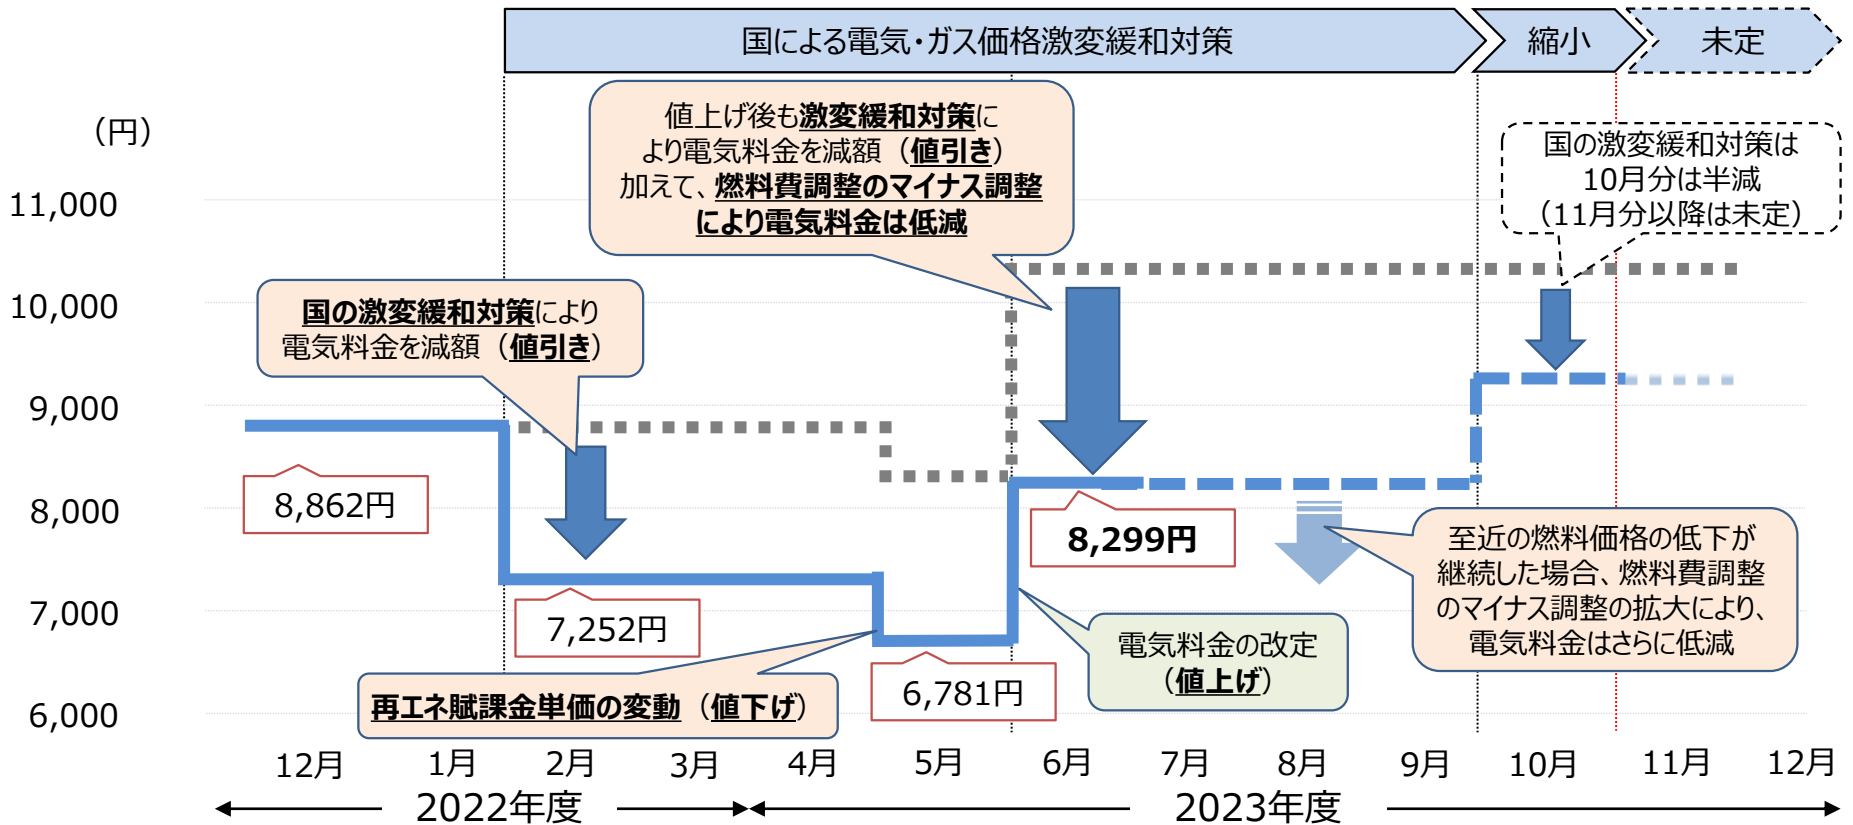 国による電気・ガス価格激変緩和対策
縮小
未定
（円）
値上げ後も激変緩和対策に
より電気料金を減額（値引き）
加えて、燃料費調整のマイナス調整
により電気料金は低減
国の激変緩和対策は
10月分は半減
（11月分以降は未定）
国の激変緩和対策により
電気料金を減額（値引き）
11,000
10,000
9,000
8,000
7,000
6,000
8,862円
7,252円
6,781円
8,299円
再エネ賦課金単価の変動（値下げ）
電気料金の改定
（値上げ）
至近の燃料価格の低下が
継続した場合、燃料費調整
のマイナス調整の拡大により、
電気料金はさらに低減
12月
1月
2月
3月
4月
5月
6月
7月
8月
9月
10月
11月
12月
2022年度
2023年度